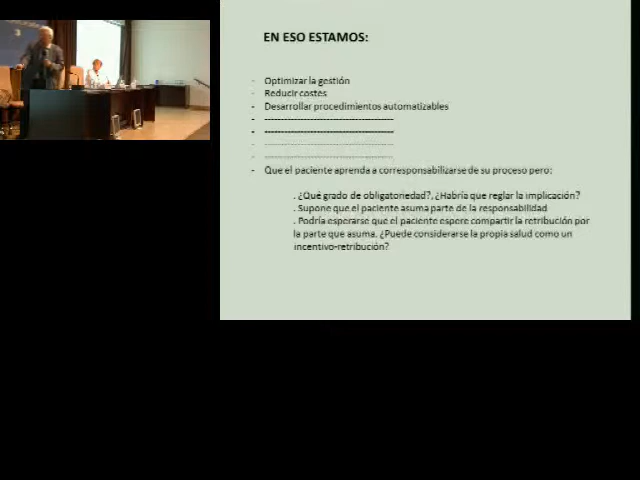 EN ESO ESTAMOS:
- Optimizar la gestión
- Reducir costes
- Desarrollar procedimientos automatizables
- ---------------------------------------
- ---------------------------------------
- ---------------------------------------
- ---------------------------------------
- Que el paciente aprenda a corresponsabilizarse de su proceso pero:
. ¿Qué grado de obligatoriedad?, ¿Habría que reglar la implicación?
. Supone que el paciente asuma parte de la responsabilidad
. Podría esperarse que el paciente espere compartir la retribución por
la parte que asuma. ¿Puede considerarse la propia salud como un
incentivo-retribución?